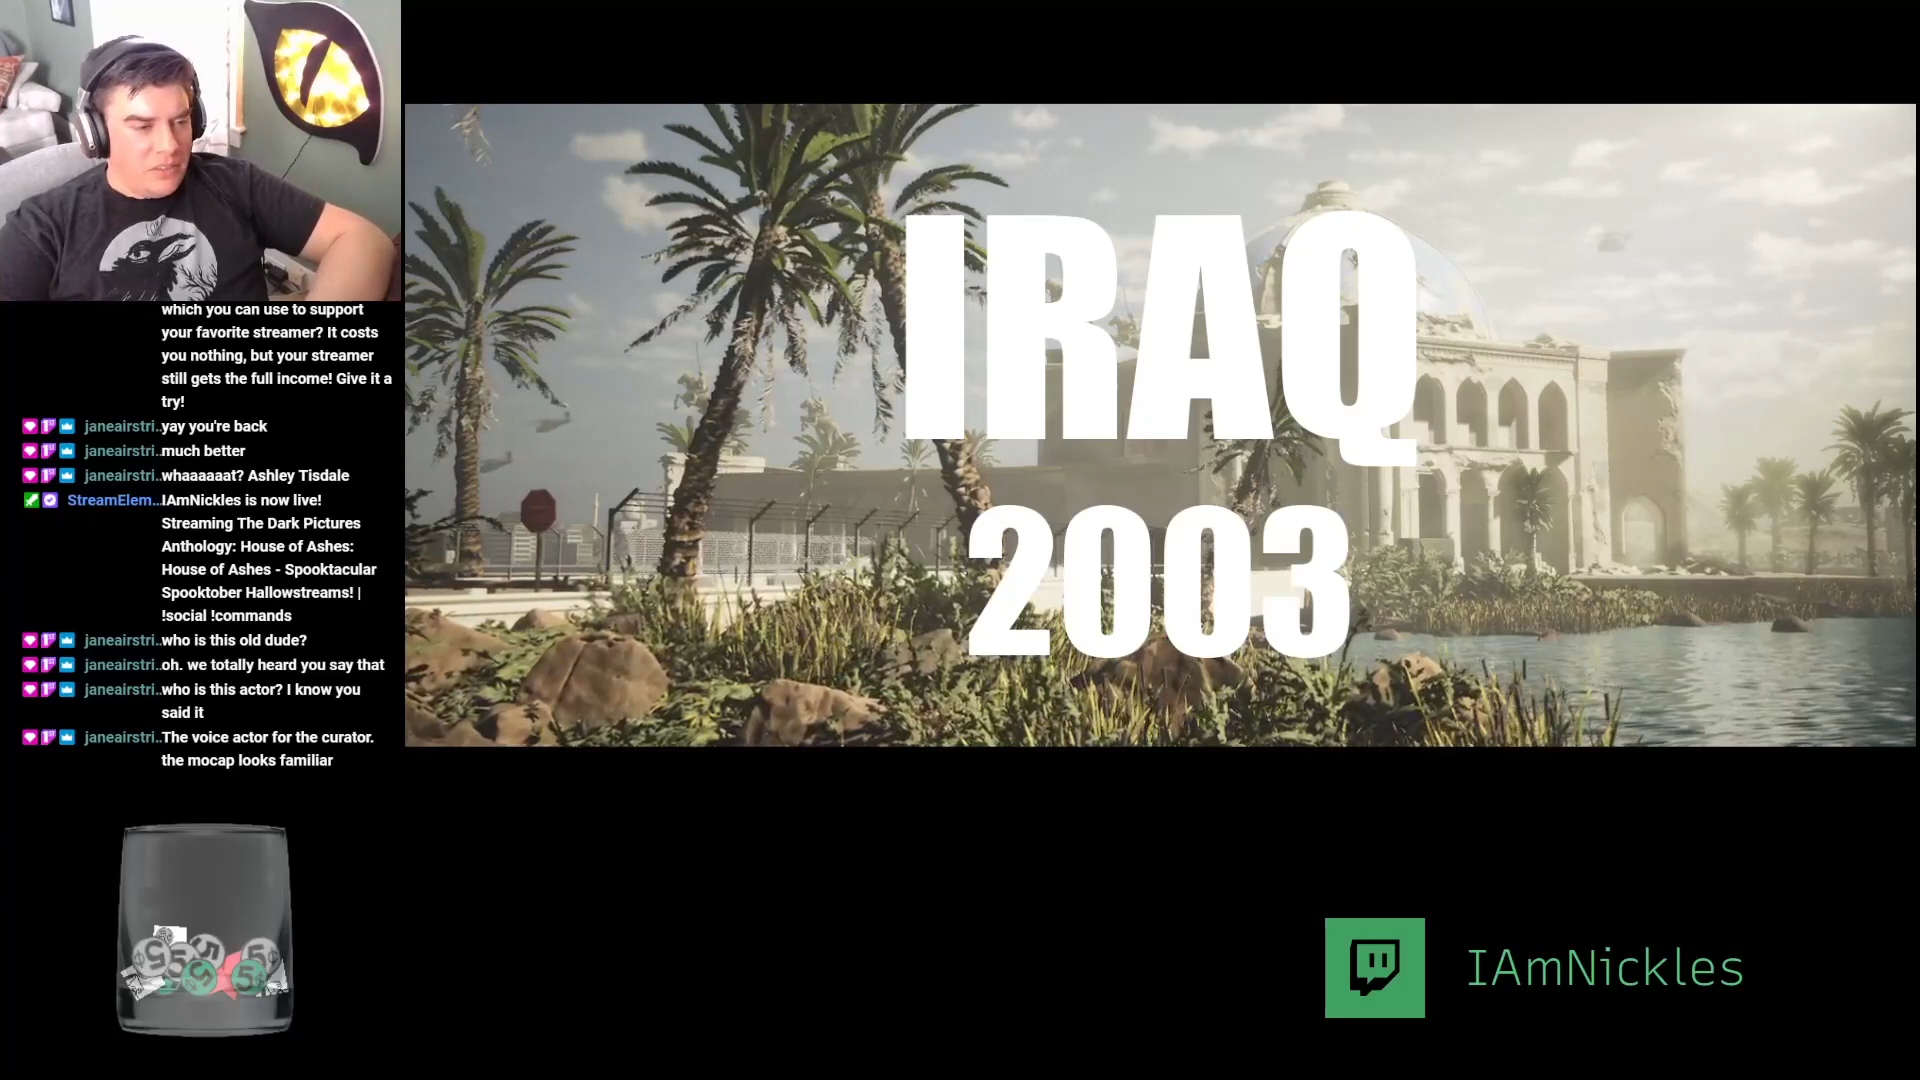 which you can use to support
your favorite streamer? It costs
you nothing, but your streamer
still gets the full income! Give it a
try!
janeairstri.. yay you're back
janeairstri.. much better
janeairstri.. whaaaaaat? Ashley Tisdale
StreamElem... IAmNickles is now live!
Streaming The Dark Pictures
Anthology: House of Ashes:
House of Ashes - Spooktacular
Spooktober Hallowstreams! |
!social !commands
janeairstri.. who is this old dude?
janeairstri.. oh. we totally heard you say that
janeairstri.. who is this actor? I know you
said it
janeairstri.. The voice actor for the curator.
the mocap looks familiar
IRAQ
2003
IAmNickles